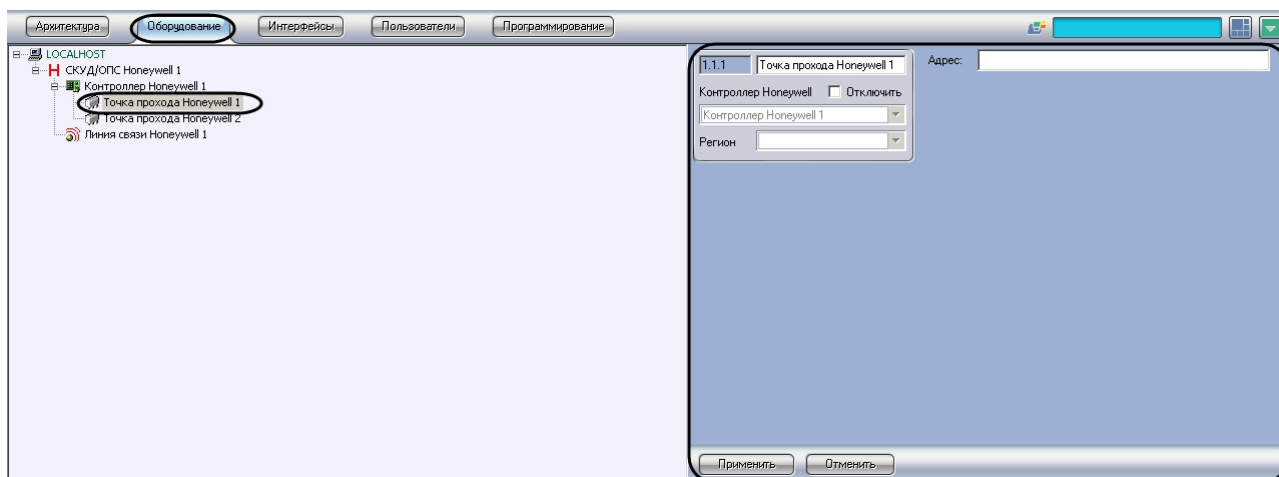 Архитектура Оборудование Интерфейсы Пользователи Программирование
LOCALHOST
СКУД/ОПС Honeywell 1
Контроллер Honeywell 1
Точка прохода Honeywell 1
Точка прохода Honeywell 2
Линия связи Honeywell 1
1.1.1 Точка прохода Honeywell 1
Контроллер Honeywell Отключить
Контроллер Honeywell 1
Регион
Адрес:
Применить Отменить